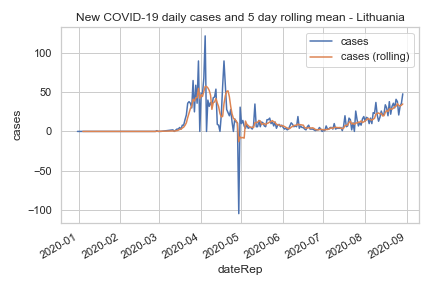 New COVID-19 daily cases and 5 day rolling mean - Lithuania
cases
cases (rolling)
100
50
0
−50
−100
cases
2020-01
2020-02
2020-03
2020-04
2020-05
2020-06
2020-07
2020-08
2020-09
dateRep